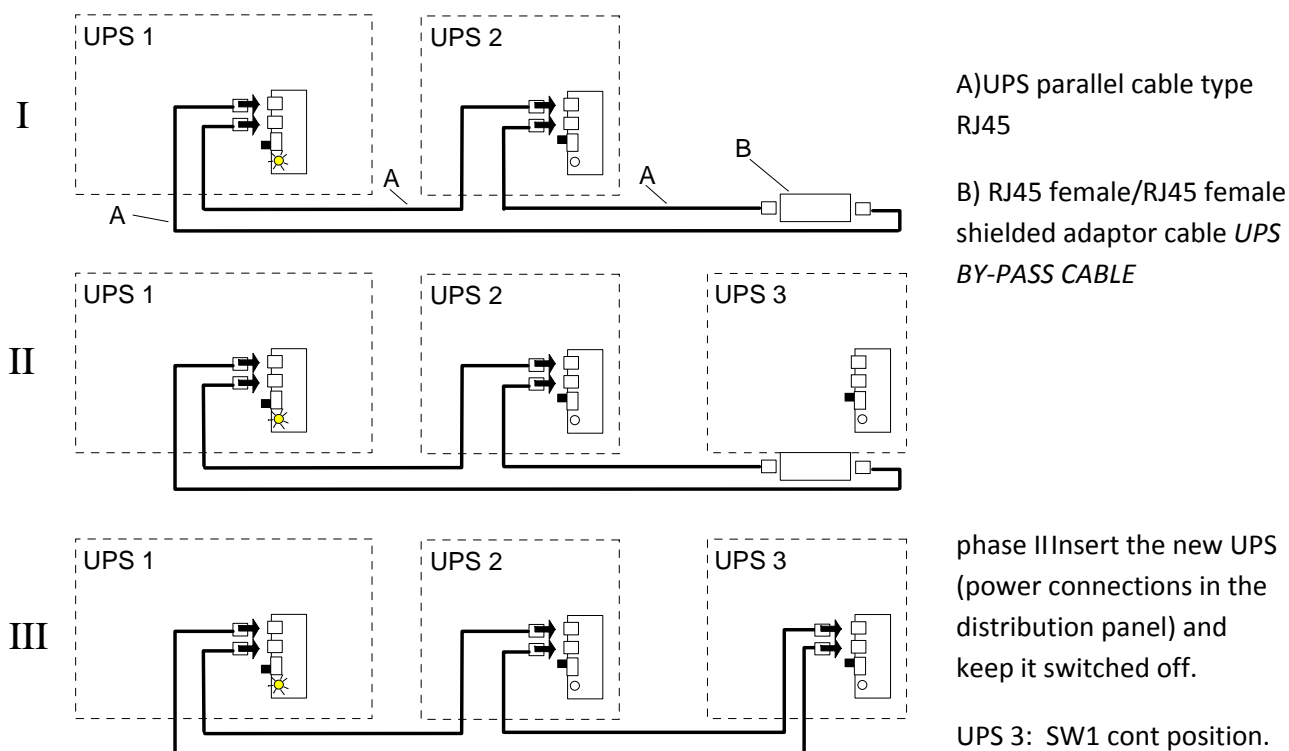 UPS 1
UPS 2
I
A
A
A
B
A)UPS parallel cable type
RJ45
B) RJ45 female/RJ45 female
shielded adaptor cable UPS
BY-PASS CABLE
II
UPS 1
UPS 2
UPS 3
III
UPS 1
UPS 2
UPS 3
phase IIInsert the new UPS
(power connections in the
distribution panel) and
keep it switched off.
UPS 3: SW1 cont position.